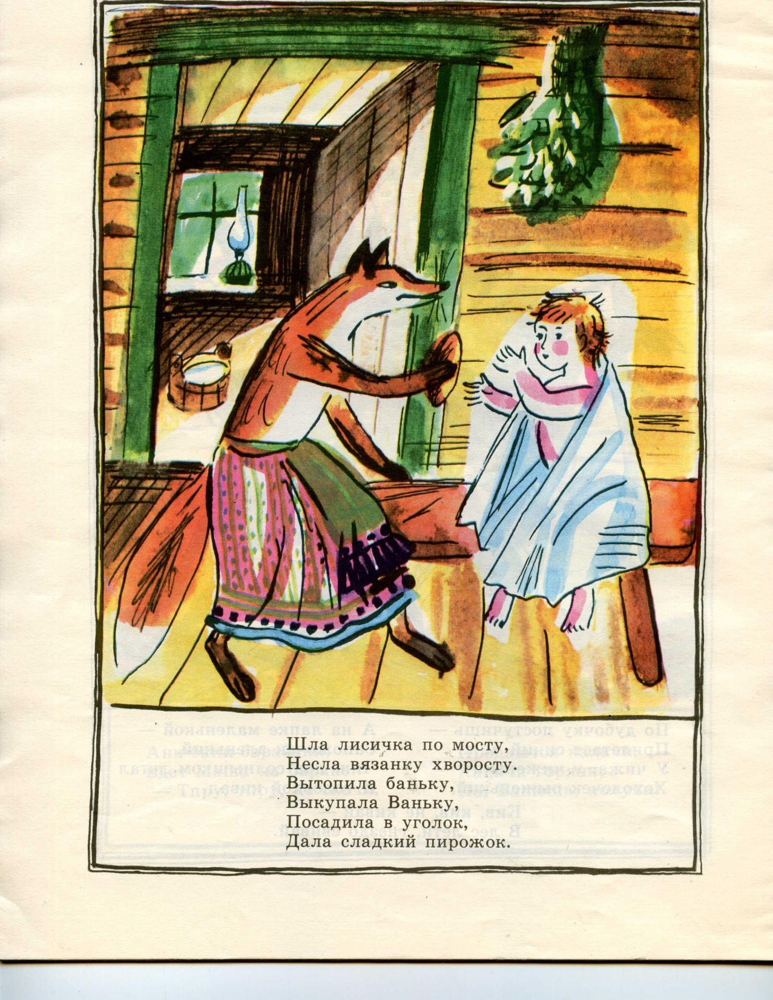 Шла лисичка по мосту,
Несла вязанку хворосту.
Вытопила баньку,
Выкупала Ваньку,
Посадила в уголок,
Дала сладкий пирожок.